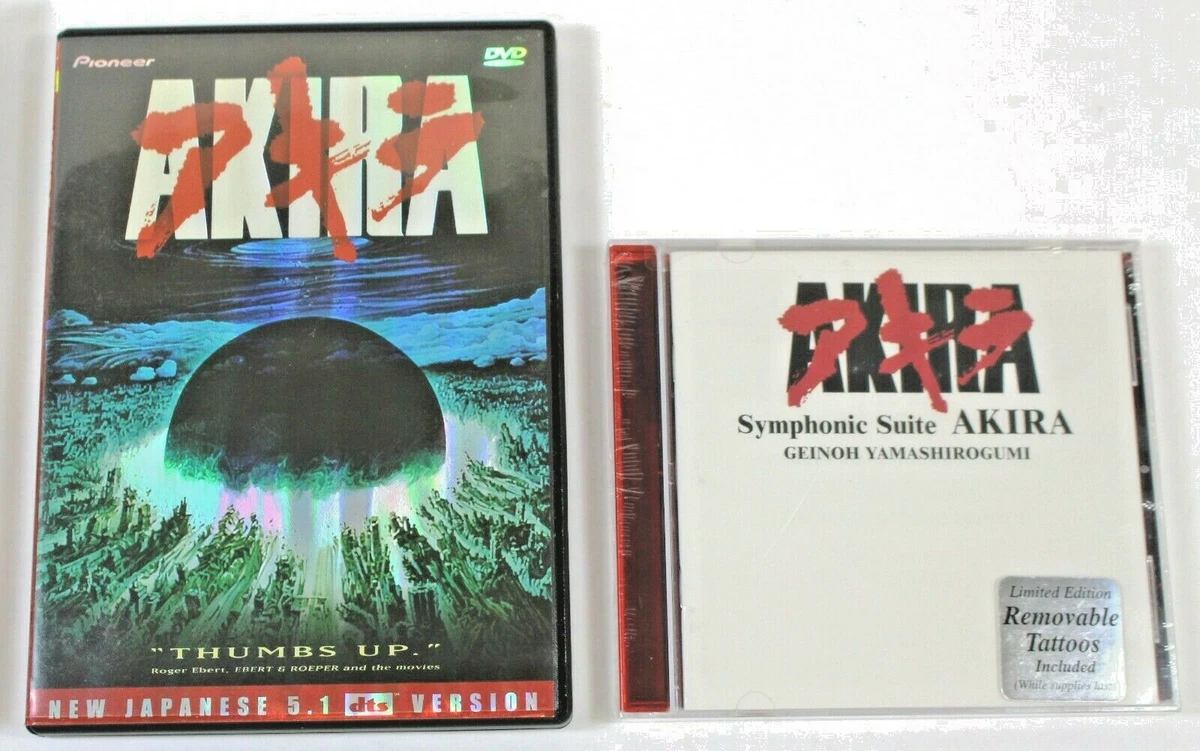 Pioneer
DVD
AKIRA
アキラ
"THUMBS UP."
Roger Ebert, EBERT & ROEPER and the movies
NEW JAPANESE 5.1 dts VERSION
AKIRA
アキラ
Symphonic Suite AKIRA
GEINOH YAMASHIROGUMI
Limited Edition
Removable
Tattoos
Included
(While supplies last)